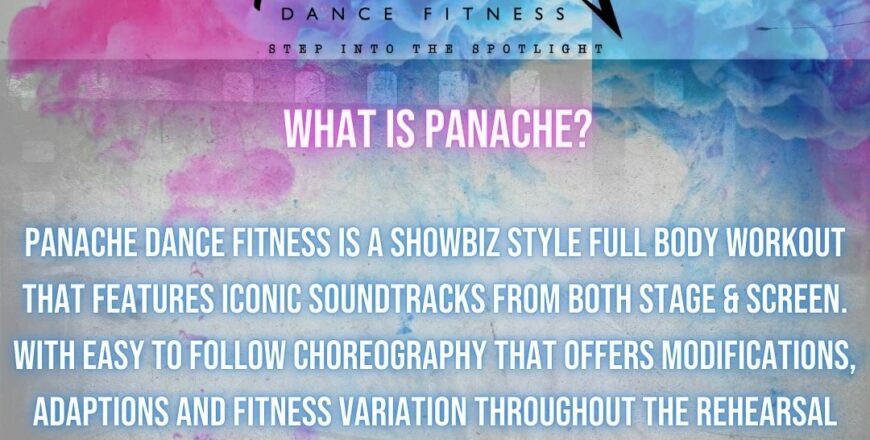 DANCE FITNESS
STEP INTO THE SPOTLIGHT
WHAT IS PANACHE?
PANACHE DANCE FITNESS IS A SHOWBIZ STYLE FULL BODY WORKOUT
THAT FEATURES ICONIC SOUNDTRACKS FROM BOTH STAGE & SCREEN.
WITH EASY TO FOLLOW CHOREOGRAPHY THAT OFFERS MODIFICATIONS,
ADAPTIONS AND FITNESS VARIATION THROUGHOUT THE REHEARSAL